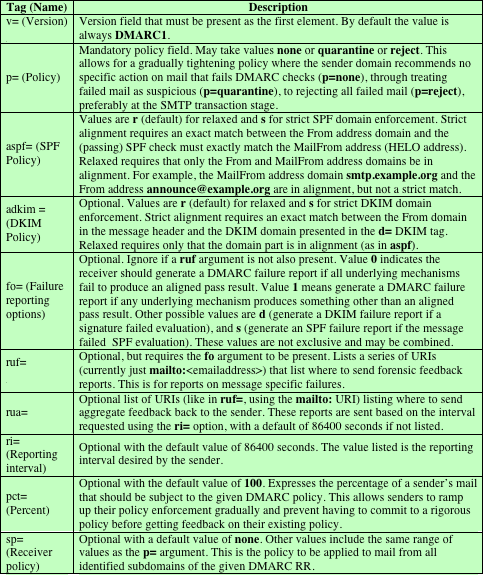 Tag (Name) Description
v= (Version) Version field that must be present as the first element. By default the value is
always DMARC1.
p= (Policy) Mandatory policy field. May take values none or quarantine or reject. This
allows for a gradually tightening policy where the sender domain recommends no
specific action on mail that fails DMARC checks (p=none), through treating
failed mail as suspicious (p=quarantine), to rejecting all failed mail (p=reject),
preferably at the SMTP transaction stage.
aspf= (SPF
Policy)
Values are r (default) for relaxed and s for strict SPF domain enforcement. Strict
alignment requires an exact match between the From address domain and the
(passing) SPF check must exactly match the MailFrom address (HELO address).
Relaxed requires that only the From and MailFrom address domains be in
alignment. For example, the MailFrom address domain smtp.example.org and the
From address announce@example.org are in alignment, but not a strict match.
adkim =
(DKIM
Policy)
Optional. Values are r (default) for relaxed and s for strict DKIM domain
enforcement. Strict alignment requires an exact match between the From domain
in the message header and the DKIM domain presented in the d= DKIM tag.
Relaxed requires only that the domain part is in alignment (as in aspf).
fo= (Failure
reporting
options)
Optional. Ignore if a ruf argument is not also present. Value 0 indicates the
receiver should generate a DMARC failure report if all underlying mechanisms
fail to produce an aligned pass result. Value 1 means generate a DMARC failure
report if any underlying mechanism produces something other than an aligned
pass result. Other possible values are d (generate a DKIM failure report if a
signature failed evaluation), and s (generate an SPF failure report if the message
failed SPF evaluation). These values are not exclusive and may be combined.
ruf=
Optional, but requires the fo argument to be present. Lists a series of URIs
(currently just mailto:<emailaddress>) that list where to send forensic feedback
reports. This is for reports on message specific failures.
rua=
Optional list of URIs (like in ruf=, using the mailto: URI) listing where to send
aggregate feedback back to the sender. These reports are sent based on the interval
requested using the ri= option, with a default of 86400 seconds if not listed.
ri=
(Reporting
interval)
Optional with the default value of 86400 seconds. The value listed is the reporting
interval desired by the sender.
pct=
(Percent)
Optional with the default value of 100. Expresses the percentage of a sender's mail
that should be subject to the given DMARC policy. This allows senders to ramp
up their policy enforcement gradually and prevent having to commit to a rigorous
policy before getting feedback on their existing policy.
sp=
(Receiver
policy)
Optional with a default value of none. Other values include the same range of
values as the p= argument. This is the policy to be applied to mail from all
identified subdomains of the given DMARC RR.